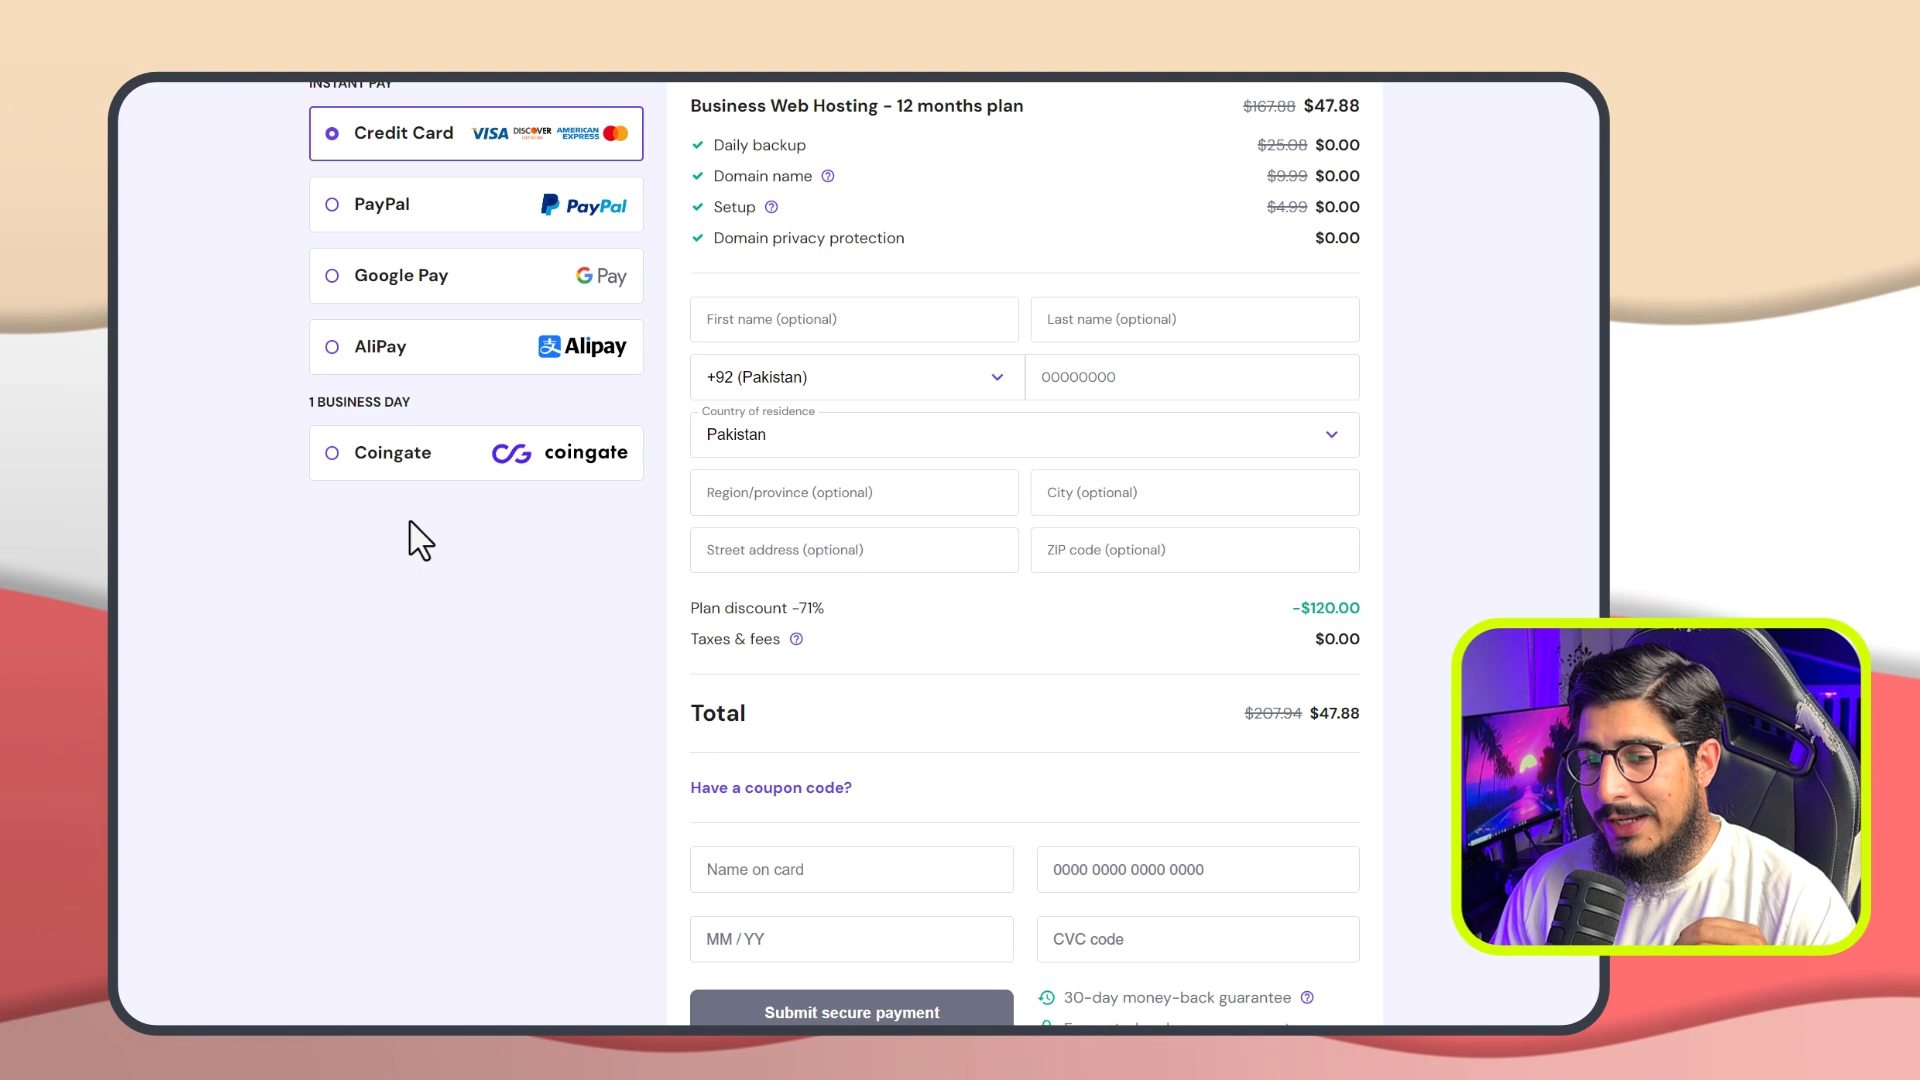 INSTANT PAY
Credit Card VISA DISCOVER AMERICAN EXPRESS
PayPal PayPal
Google Pay G Pay
AliPay 支 Alipay
1 BUSINESS DAY
Coingate coingate
Business Web Hosting - 12 months plan $167.88 $47.88
Daily backup $25.08 $0.00
Domain name $9.99 $0.00
Setup $4.99 $0.00
Domain privacy protection $0.00
First name (optional) Last name (optional)
+92 (Pakistan) 00000000
Country of residence
Pakistan
Region/province (optional) City (optional)
Street address (optional) ZIP code (optional)
Plan discount -71% -$120.00
Taxes & fees $0.00
Total $207.94 $47.88
Have a coupon code?
Name on card 0000 0000 0000 0000
MM / YY CVC code
Submit secure payment
30-day money-back guarantee